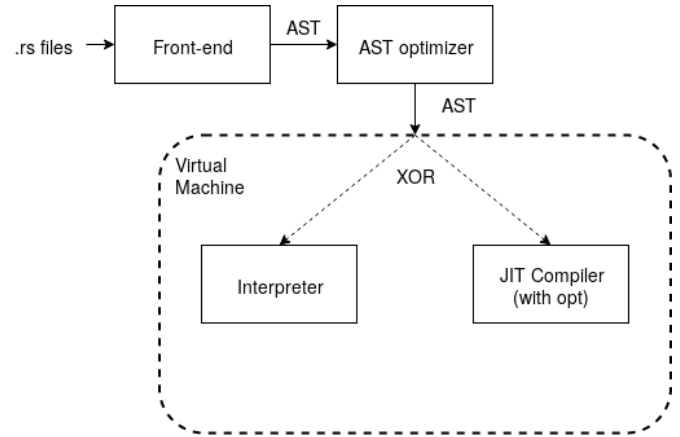 .rs files
Front-end
AST
AST optimizer
AST
Virtual
Machine
XOR
Interpreter
JIT Compiler
(with opt)